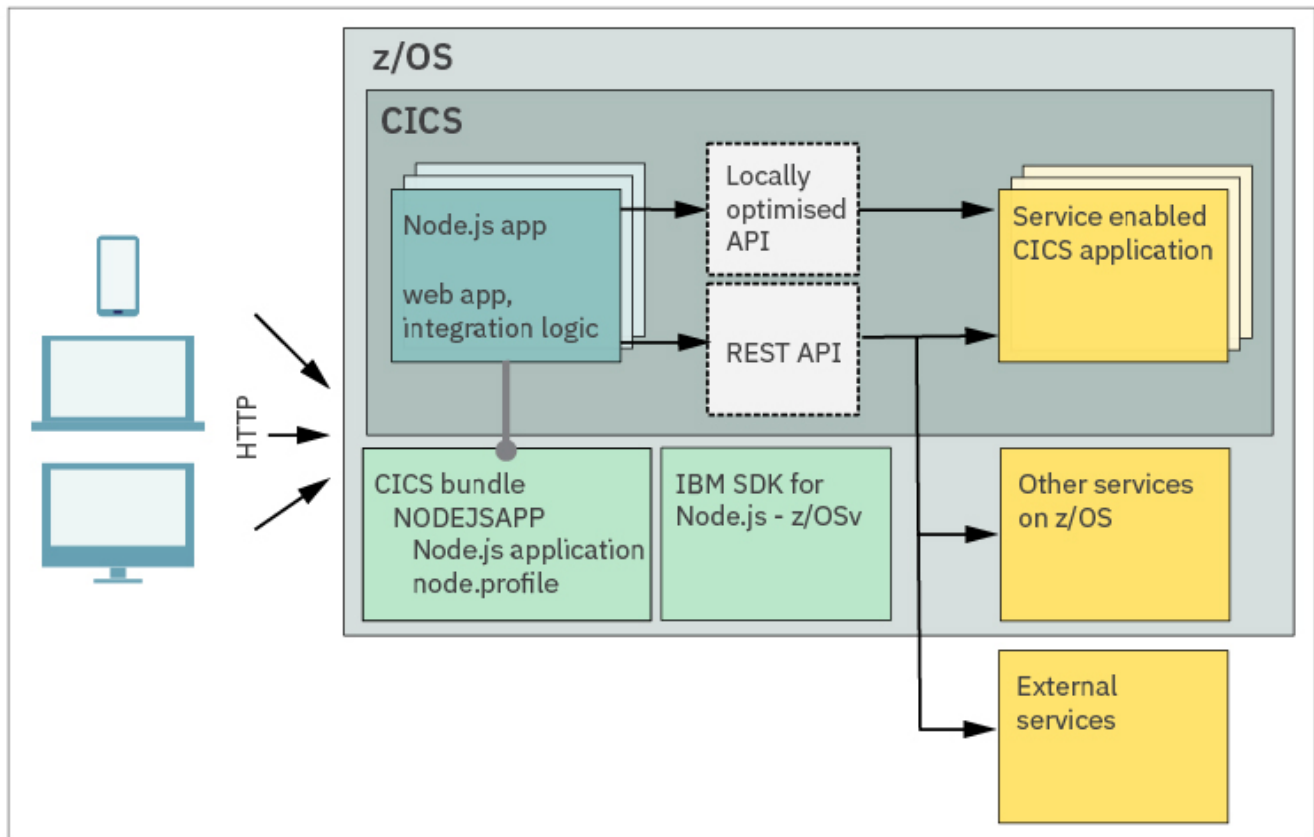 z/OS
CICS
Node.js app
web app,
integration logic
Locally
optimised
API
REST API
Service enabled
CICS application
HTTP
CICS bundle
NODEJSAPP
Node.js application
node.profile
IBM SDK for
Node.js - z/OSv
Other services
on z/OS
External
services